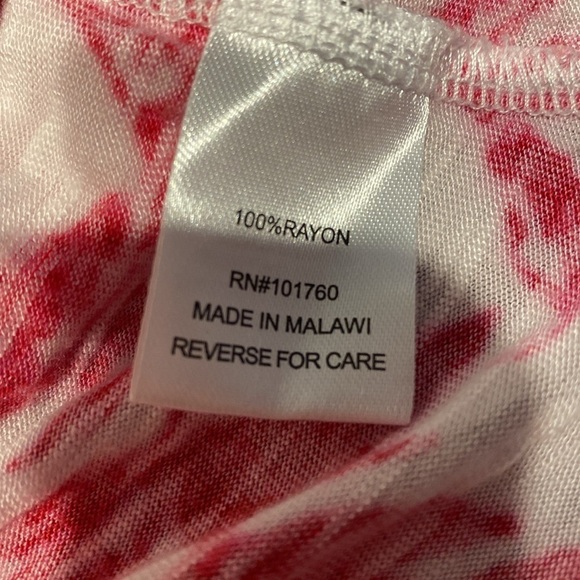 100%RAYON
RN#101760
MADE IN MALAWI
REVERSE FOR CARE